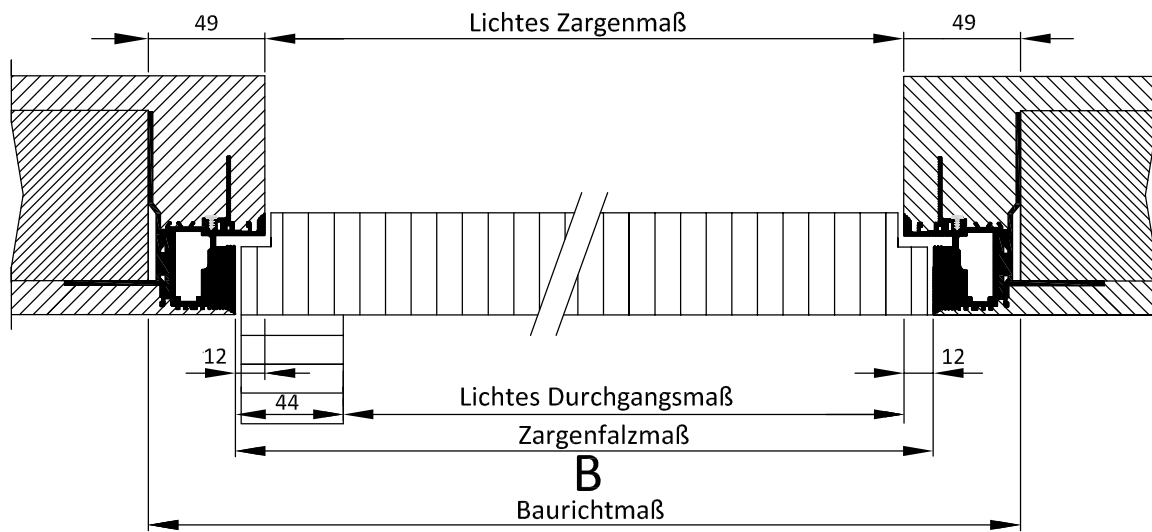 49 Lichtes Zargenmaß 49
12 12
44 Lichtes Durchgangsmaß
Zargenfalzmaß
B
Baurichtmaß